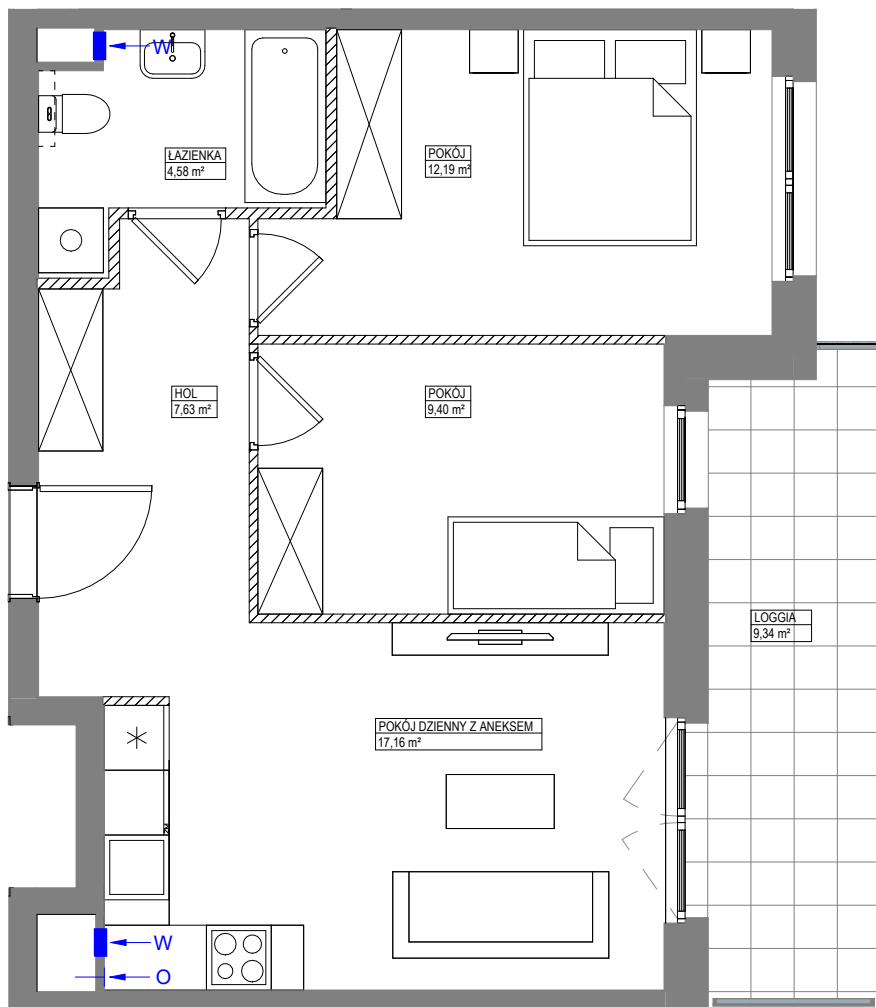 W
ŁAZIENKA
4,58 m²
POKÓJ
12,19 m²
HOL
7,63 m²
POKÓJ
9,40 m²
LOGGIA
9,34 m²
POKÓJ DZIENNY Z ANEKSEM
17,16 m²
W
O